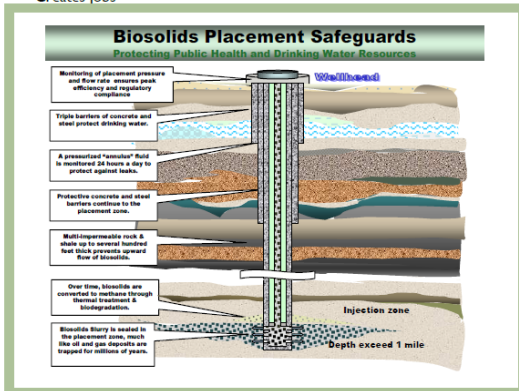 Creates jobs
Biosolids Placement Safeguards
Protecting Public Health and Drinking Water Resources
Monitoring of placement pressure
and flow rate ensures peak
efficiency and regulatory
compliance
Wellhead
Triple barriers of concrete and
steel protect drinking water.
A pressurized "annulus" fluid
is monitored 24 hours a day to
protect against leaks.
Protective concrete and steel
barriers continue to the
placement zone.
Multi-impermeable rock &
shale up to several hundred
feet thick prevents upward
flow of biosolids.
Over time, biosolids are
converted to methane through
thermal treatment &
biodegradation.
Injection zone
Biosolids Slurry is sealed in
the placement zone, much
like oil and gas deposits are
trapped for millions of years.
Depth exceed 1 mile